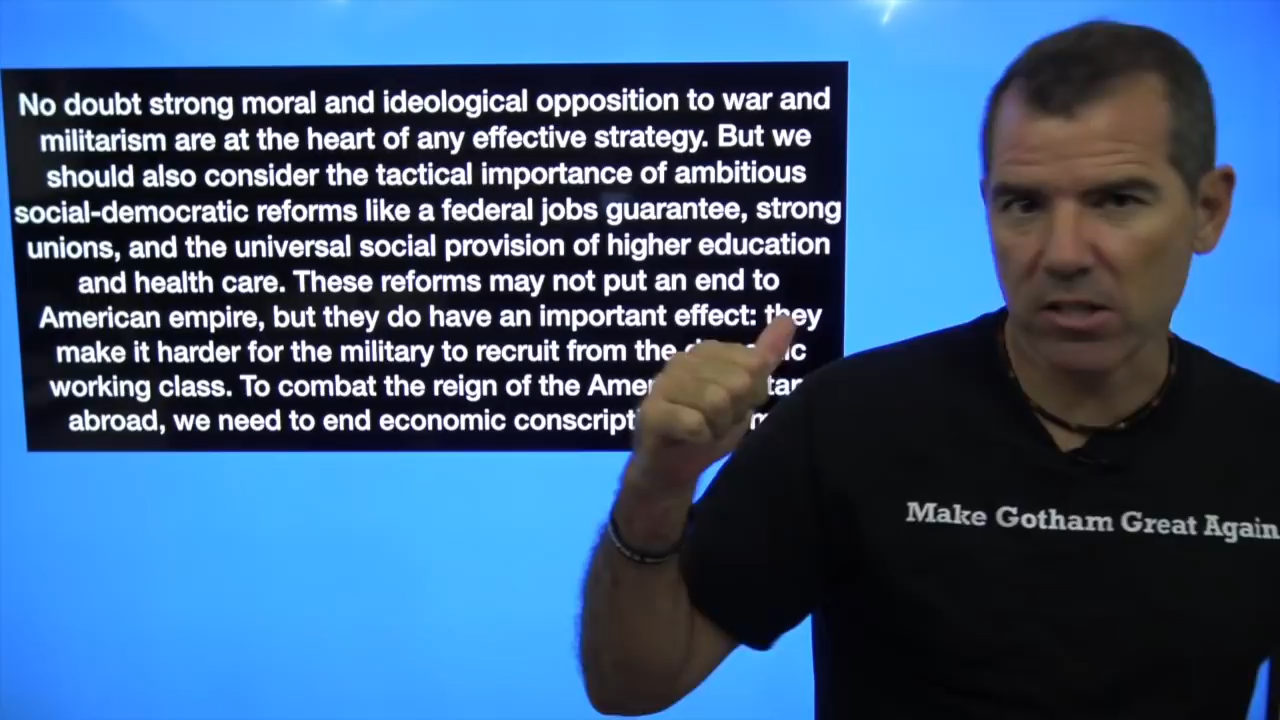 No doubt strong moral and ideological opposition to war and
militarism are at the heart of any effective strategy. But we
should also consider the tactical importance of ambitious
social-democratic reforms like a federal jobs guarantee, strong
unions, and the universal social provision of higher education
and health care. These reforms may not put an end to
American empire, but they do have an important effect: they
make it harder for the military to recruit from the
working class. To combat the reign of the
abroad, we need to end economic
Make Gotham Great Again